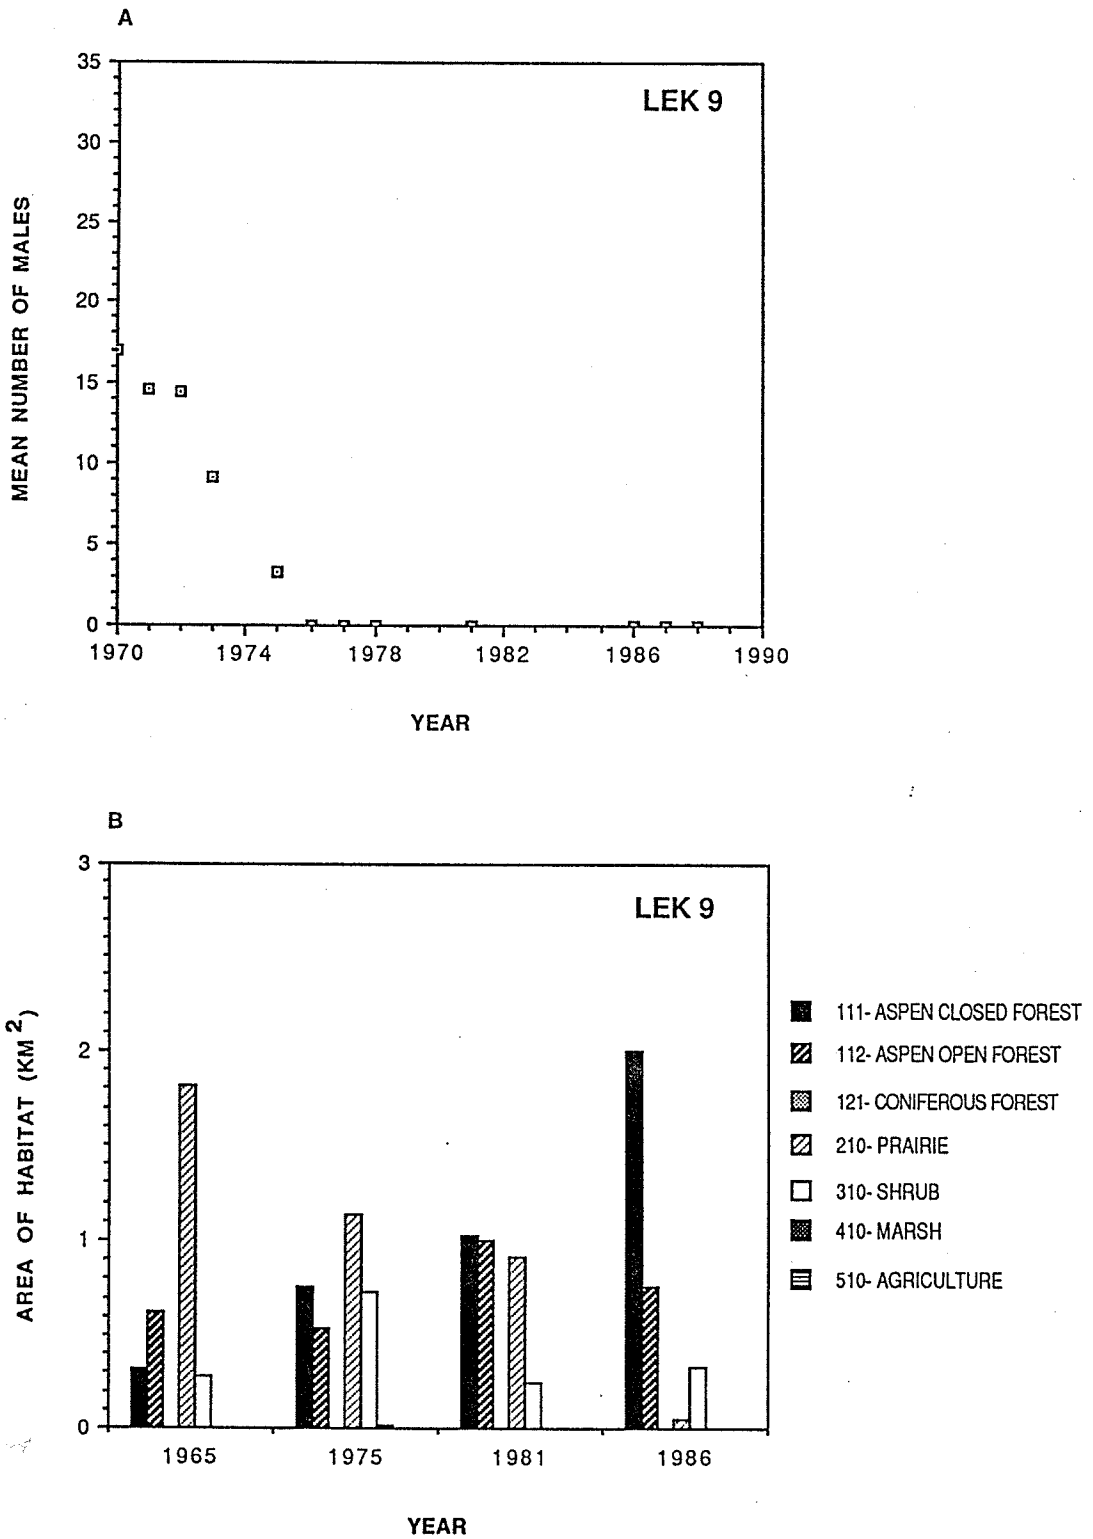 A
LEK 9
35
30
25
20
15
10
5
0
MEAN NUMBER OF MALES
1970 1974 1978 1982 1986 1990
YEAR
B
LEK 9
3
2
1
0
AREA OF HABITAT (KM2)
1965 1975 1981 1986
YEAR
111- ASPEN CLOSED FOREST
112- ASPEN OPEN FOREST
121- CONIFEROUS FOREST
210- PRAIRIE
310- SHRUB
410- MARSH
510- AGRICULTURE